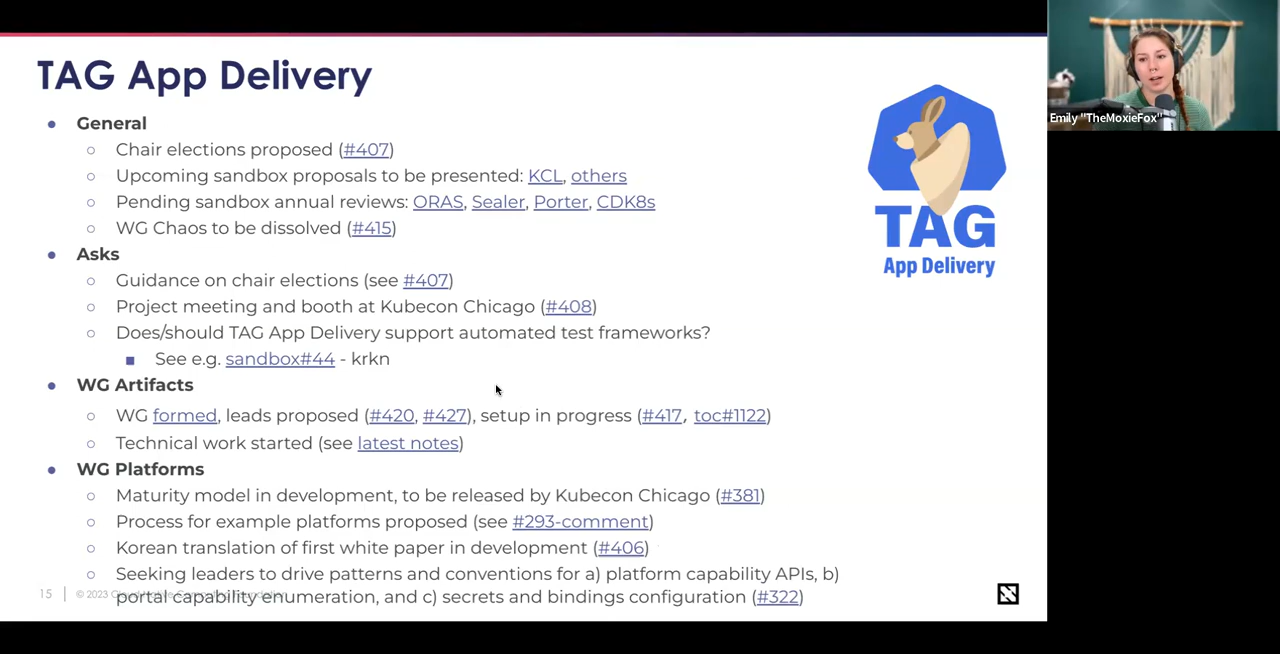 TAG App Delivery
● General
○ Chair elections proposed (#407)
○ Upcoming sandbox proposals to be presented: KCL, others
○ Pending sandbox annual reviews: ORAS, Sealer, Porter, CDK8s
○ WG Chaos to be dissolved (#415)
● Asks
○ Guidance on chair elections (see #407)
○ Project meeting and booth at Kubecon Chicago (#408)
○ Does/should TAG App Delivery support automated test frameworks?
■ See e.g. sandbox#44 - krkn
● WG Artifacts
○ WG formed, leads proposed (#420, #427), setup in progress (#417, toc#1122)
○ Technical work started (see latest notes)
● WG Platforms
○ Maturity model in development, to be released by Kubecon Chicago (#381)
○ Process for example platforms proposed (see #293-comment)
○ Korean translation of first white paper in development (#406)
○ Seeking leaders to drive patterns and conventions for a) platform capability APIs, b)
portal capability enumeration, and c) secrets and bindings configuration (#322)
15 | © 2023
TAG
App Delivery
Emily "TheMoxieFox"